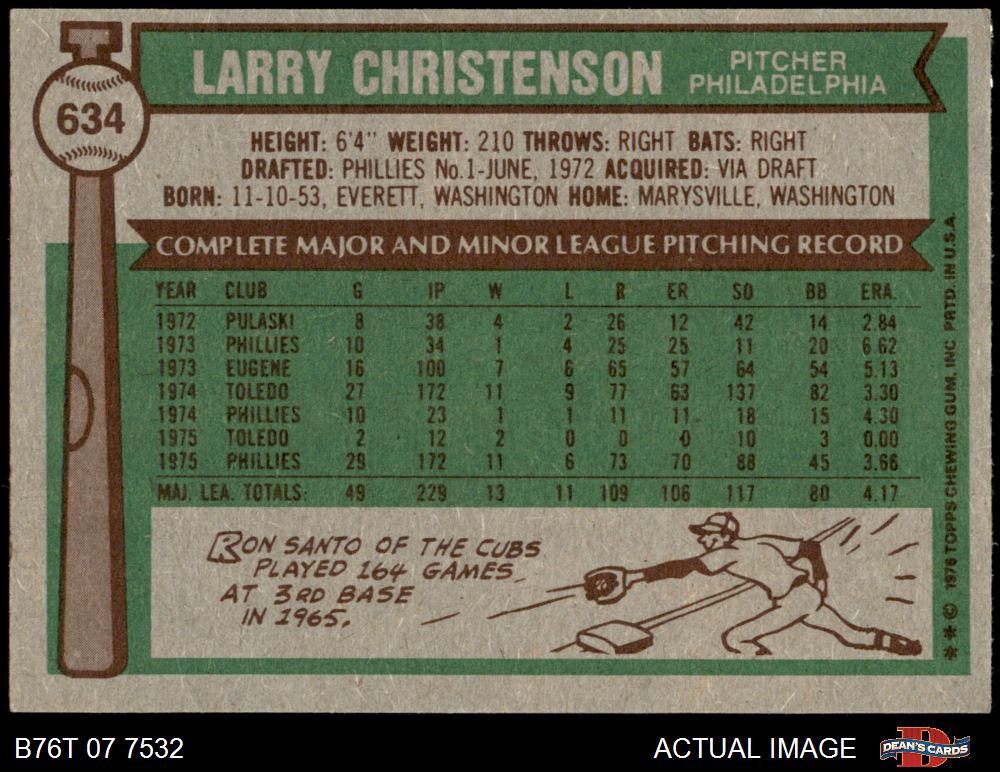 LARRY CHRISTENSON
PITCHER
PHILADELPHIA
634
HEIGHT: 6'4" WEIGHT: 210 THROWS: RIGHT BATS: RIGHT
DRAFTED: PHILLIES No.1-JUNE, 1972 ACQUIRED: VIA DRAFT
BORN: 11-10-53, EVERETT, WASHINGTON HOME: MARYSVILLE, WASHINGTON
COMPLETE MAJOR AND MINOR LEAGUE PITCHING RECORD
YEAR CLUB G IP W L R ER SO BB ERA.
1972 PULASKI 8 38 4 2 26 12 42 14 2.84
1973 PHILLIES 10 34 1 4 25 25 11 20 6.62
1973 EUGENE 16 100 7 6 65 57 64 54 5.13
1974 TOLEDO 27 172 11 9 77 63 137 82 3.30
1974 PHILLIES 10 23 1 1 11 11 18 15 4.30
1975 TOLEDO 2 12 2 0 0 0 10 3 0.00
1975 PHILLIES 29 172 11 6 73 70 88 45 3.66
MAJ. LEA. TOTALS: 49 229 13 11 109 106 117 80 4.17
RON SANTO OF THE CUBS
PLAYED 164 GAMES
AT 3RD BASE
IN 1965.
** © 1976 TOPPS CHEWING GUM, INC PRTD. IN U.S.A.
B76T 07 7532
ACTUAL IMAGE
DEAN'S CARDS